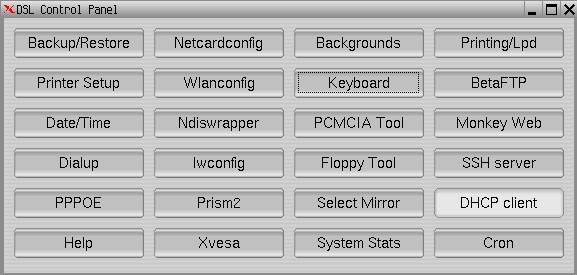 DSL Control Panel
Backup/Restore Netcardconfig Backgrounds Printing/Lpd
Printer Setup Wlanconfig Keyboard BetaFTP
Date/Time Ndiswrapper PCMCIA Tool Monkey Web
Dialup Iwconfig Floppy Tool SSH server
PPPOE Prism2 Select Mirror DHCP client
Help Xvesa System Stats Cron